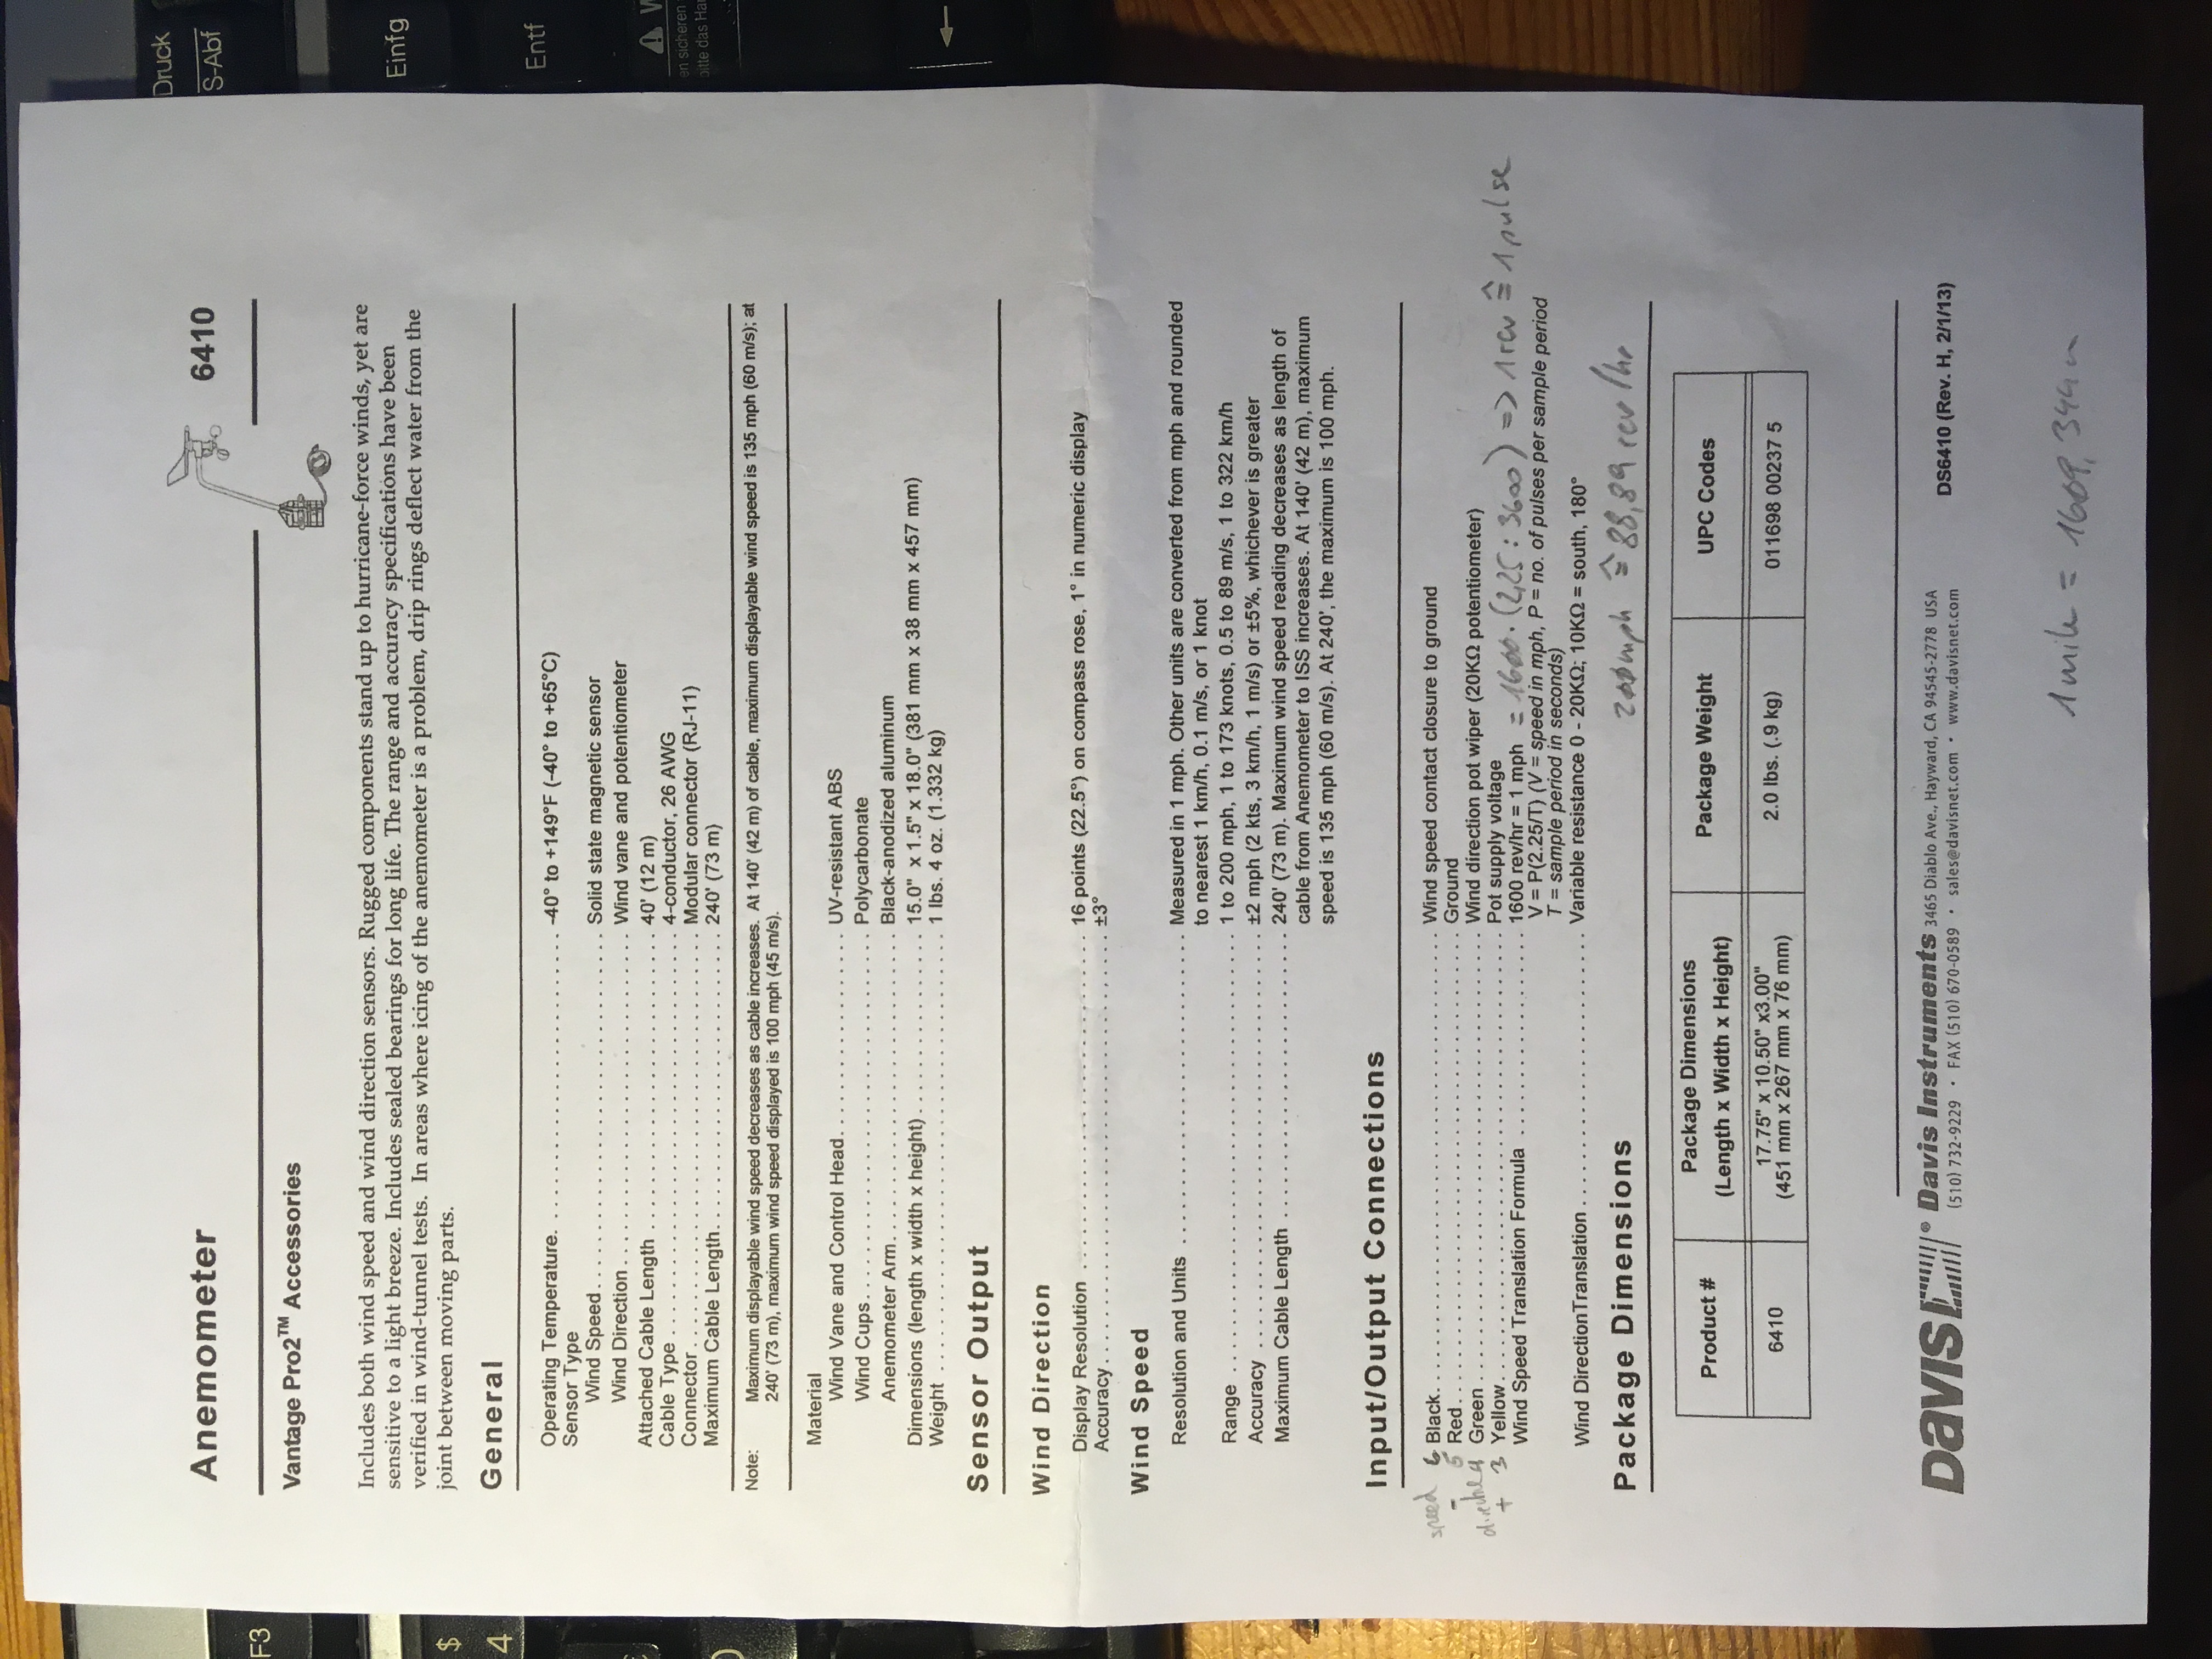 Druck
S-Abf
F3
Einfg
$
4
Entf
Anemometer
6410
Vantage Pro2™ Accessories
Includes both wind speed and wind direction sensors. Rugged components stand up to hurricane-force winds, yet are
sensitive to a light breeze. Includes sealed bearings for long life. The range and accuracy specifications have been
verified in wind-tunnel tests. In areas where icing of the anemometer is a problem, drip rings deflect water from the
joint between moving parts.
General
Operating Temperature. . . . . . . . . . . . . . . . . . . . . . . . . . . . -40° to +149°F (-40° to +65°C)
Sensor Type
Wind Speed . . . . . . . . . . . . . . . . . . . . . . . . . . . . . . . . . Solid state magnetic sensor
Wind Direction . . . . . . . . . . . . . . . . . . . . . . . . . . . . . . . Wind vane and potentiometer
Attached Cable Length . . . . . . . . . . . . . . . . . . . . . . . . . . . . 40' (12 m)
Cable Type . . . . . . . . . . . . . . . . . . . . . . . . . . . . . . . . . . . . . 4-conductor, 26 AWG
Connector . . . . . . . . . . . . . . . . . . . . . . . . . . . . . . . . . . . . . . Modular connector (RJ-11)
Maximum Cable Length. . . . . . . . . . . . . . . . . . . . . . . . . . . . 240' (73 m)
Note: Maximum displayable wind speed decreases as cable increases. At 140' (42 m) of cable, maximum displayable wind speed is 135 mph (60 m/s); at
240' (73 m), maximum wind speed displayed is 100 mph (45 m/s).
Material
Wind Vane and Control Head. . . . . . . . . . . . . . . . . . . UV-resistant ABS
Wind Cups. . . . . . . . . . . . . . . . . . . . . . . . . . . . . . . . . . Polycarbonate
Anemometer Arm. . . . . . . . . . . . . . . . . . . . . . . . . . . . . Black-anodized aluminum
Dimensions (length x width x height) . . . . . . . . . . . . . . . . . 15.0" x 1.5" x 18.0" (381 mm x 38 mm x 457 mm)
Weight . . . . . . . . . . . . . . . . . . . . . . . . . . . . . . . . . . . . . . . . 1 lbs. 4 oz. (1.332 kg)
Sensor Output
Wind Direction
Display Resolution . . . . . . . . . . . . . . . . . . . . . . . . . . . . . . . 16 points (22.5°) on compass rose, 1° in numeric display
Accuracy . . . . . . . . . . . . . . . . . . . . . . . . . . . . . . . . . . . . . . . ±3°
Wind Speed
Resolution and Units . . . . . . . . . . . . . . . . . . . . . . . . . . . . . Measured in 1 mph. Other units are converted from mph and rounded
to nearest 1 km/h, 0.1 m/s, or 1 knot
Range . . . . . . . . . . . . . . . . . . . . . . . . . . . . . . . . . . . . . . . . . 1 to 200 mph, 1 to 173 knots, 0.5 to 89 m/s, 1 to 322 km/h
Accuracy . . . . . . . . . . . . . . . . . . . . . . . . . . . . . . . . . . . . . . ±2 mph (2 kts, 3 km/h, 1 m/s) or ±5%, whichever is greater
Maximum Cable Length . . . . . . . . . . . . . . . . . . . . . . . . . . . 240' (73 m). Maximum wind speed reading decreases as length of
cable from Anemometer to ISS increases. At 140' (42 m), maximum
speed is 135 mph (60 m/s). At 240', the maximum is 100 mph.
Input/Output Connections
speed 6 Black. . . . . . . . . . . . . . . . . . . . . . . . . . . . . . . . . . . . . . . . . . Wind speed contact closure to ground
- 5 Red. . . . . . . . . . . . . . . . . . . . . . . . . . . . . . . . . . . . . . . . . . . . Ground
4 Green . . . . . . . . . . . . . . . . . . . . . . . . . . . . . . . . . . . . . . . . . Wind direction pot wiper (20KΩ potentiometer)
+ 3 Yellow . . . . . . . . . . . . . . . . . . . . . . . . . . . . . . . . . . . . . . . . . Pot supply voltage
Wind Speed Translation Formula . . . . . . . . . . . . . . . . . . . 1600 rev/hr = 1 mph = 1600 · (2,25 : 3600) => 1 rev ≙ 1 pulse
V = P(2.25/T) (V = speed in mph, P = no. of pulses per sample period
T = sample period in seconds)
Wind DirectionTranslation . . . . . . . . . . . . . . . . . . . . . . . . . . Variable resistance 0 - 20KΩ; 10KΩ = south, 180°
Package Dimensions
200mph ≙ 88,89 rev/hr
Product #
Package Dimensions
(Length x Width x Height)
Package Weight
UPC Codes
6410
17.75" x 10.50" x3.00"
(451 mm x 267 mm x 76 mm)
2.0 lbs. (.9 kg)
011698 00237 5
DAVIS ® Davis Instruments 3465 Diablo Ave., Hayward, CA 94545-2778 USA
(510) 732-9229 • FAX (510) 670-0589 • sales@davisnet.com • www.davisnet.com
DS6410 (Rev. H, 2/1/13)
1 mile = 1609,344m